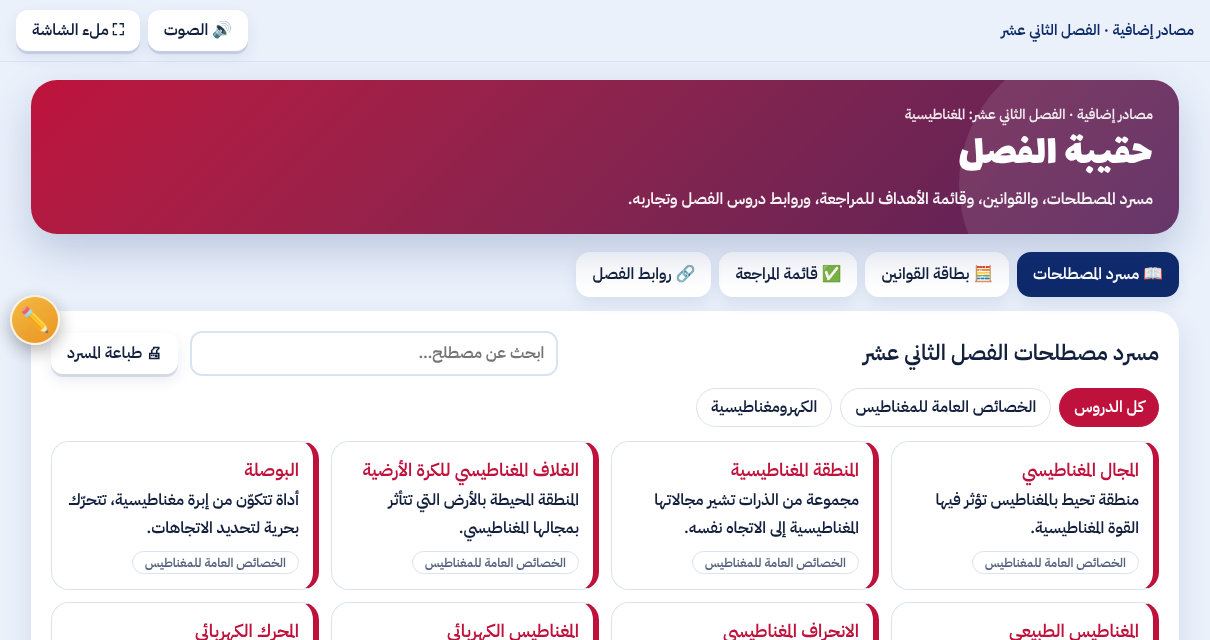 مصادر إضافية · الفصل الثاني عشر
🔊 الصوت
⛶ ملء الشاشة
مصادر إضافية · الفصل الثاني عشر: المغناطيسية
حقيبة الفصل
مسرد المصطلحات، والقوانين، وقائمة الأهداف للمراجعة، وروابط دروس الفصل وتجاربه.
📖 مسرد المصطلحات
🧮 بطاقة القوانين
✅ قائمة المراجعة
🔗 روابط الفصل
مسرد مصطلحات الفصل الثاني عشر
ابحث عن مصطلح...
🖨 طباعة المسرد
كل الدروس
الخصائص العامة للمغناطيس
الكهرومغناطيسية
المجال المغناطيسي
منطقة تحيط بالمغناطيس تؤثر فيها
القوة المغناطيسية.
الخصائص العامة للمغناطيس
المنطقة المغناطيسية
مجموعة من الذرات تشير مجالاتها
المغناطيسية إلى الاتجاه نفسه.
الخصائص العامة للمغناطيس
الغلاف المغناطيسي للكرة الأرضية
المنطقة المحيطة بالأرض التي تتأثر
بمجالها المغناطيسي.
الخصائص العامة للمغناطيس
البوصلة
أداة تتكوّن من إبرة مغناطيسية، تتحرّك
بحرية لتحديد الاتجاهات.
الخصائص العامة للمغناطيس
المغناطيس الطبيعي
الانحراف المغناطيسي
المغناطيس الكهربائي
المحرك الكهربائي